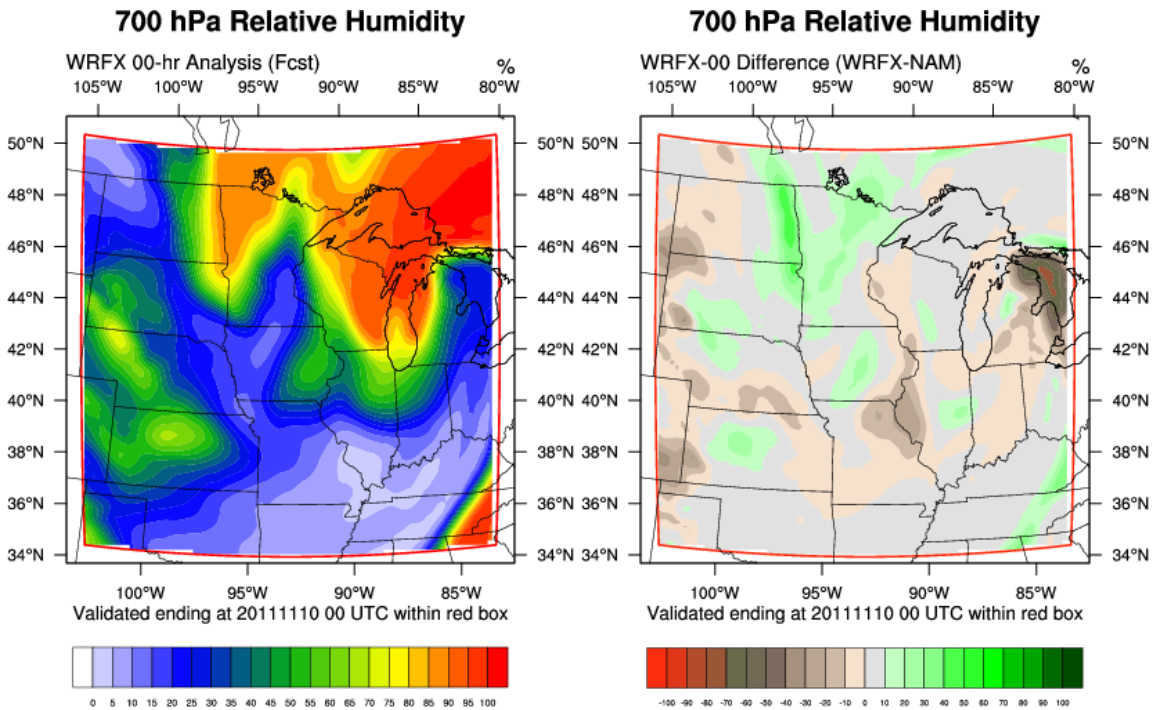 700 hPa Relative Humidity
WRFX 00-hr Analysis (Fcst)
%
105°W 100°W 95°W 90°W 85°W 80°W
50°N 50°N
48°N 48°N
46°N 46°N
44°N 44°N
42°N 42°N
40°N 40°N
38°N 38°N
36°N 36°N
34°N 34°N
100°W 95°W 90°W 85°W
Validated ending at 20111110 00 UTC within red box
0 5 10 15 20 25 30 35 40 45 50 55 60 65 70 75 80 85 90 95 100
700 hPa Relative Humidity
WRFX-00 Difference (WRFX-NAM)
%
105°W 100°W 95°W 90°W 85°W 80°W
50°N 50°N
48°N 48°N
46°N 46°N
44°N 44°N
42°N 42°N
40°N 40°N
38°N 38°N
36°N 36°N
34°N 34°N
100°W 95°W 90°W 85°W
Validated ending at 20111110 00 UTC within red box
-100 -90 -80 -70 -60 -50 -40 -30 -20 -10 0 10 20 30 40 50 60 70 80 90 100